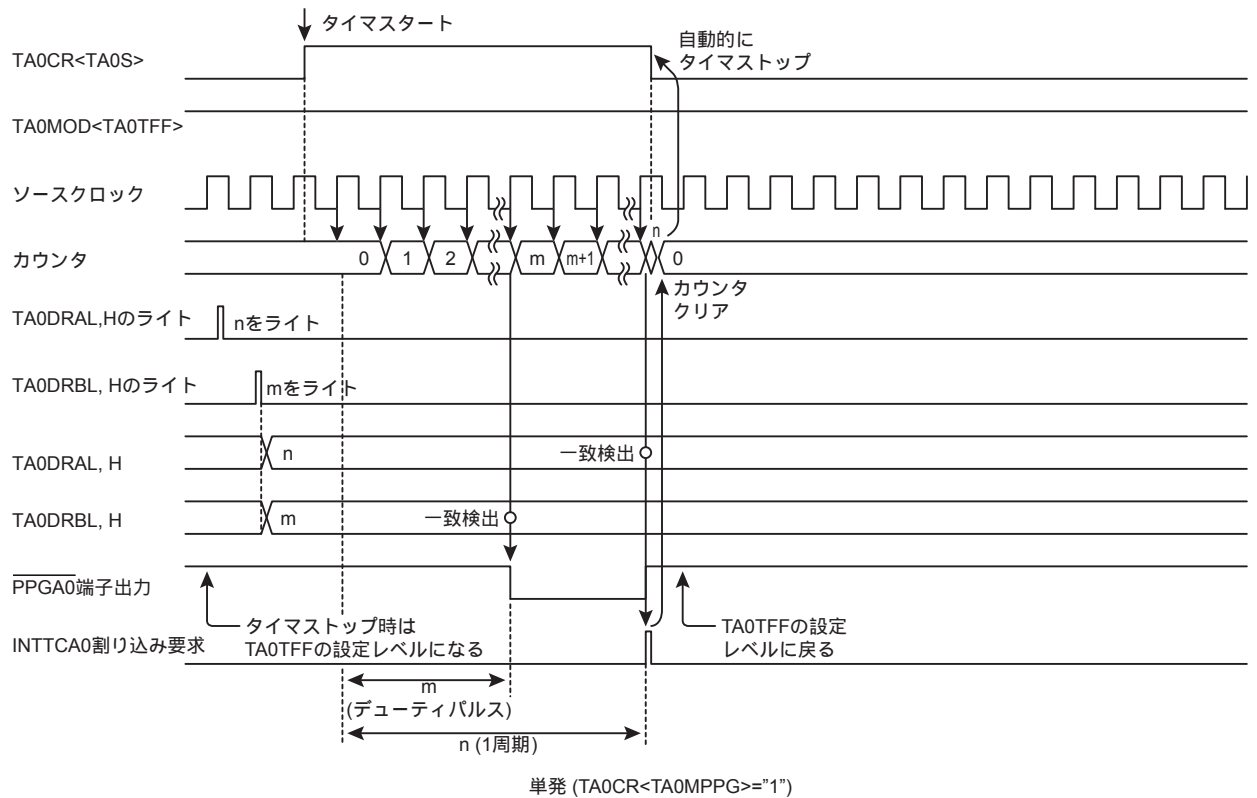 タイマスタート
TA0CR<TA0S>
自動的に
タイマストップ
TA0MOD<TA0TFF>
ソースクロック
カウンタ
0
1
2
m
m+1
n
0
カウンタ
クリア
TA0DRAL,Hのライト
nをライト
TA0DRBL, Hのライト
mをライト
TA0DRAL, H
n
一致検出
TA0DRBL, H
m
一致検出
PPGA0端子出力
タイマストップ時は
TA0TFFの設定レベルになる
TA0TFFの設定
レベルに戻る
INTTCA0割り込み要求
m
(デューティパルス)
n (1周期)
単発 (TA0CR<TA0MPPG>=”1”)